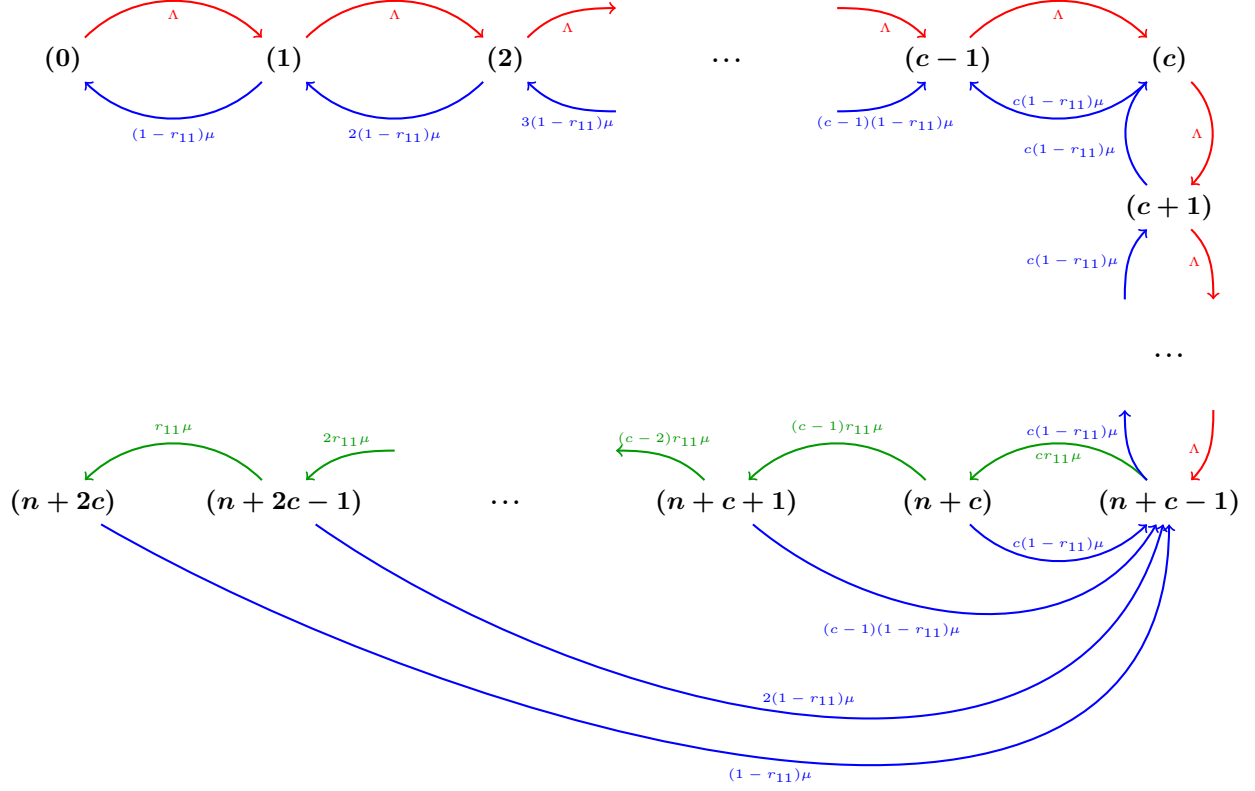 Λ Λ Λ Λ Λ
(0) (1) (2) ⋯ (c − 1) (c)
(1 − r₁₁)μ 2(1 − r₁₁)μ 3(1 − r₁₁)μ (c − 1)(1 − r₁₁)μ c(1 − r₁₁)μ
c(1 − r₁₁)μ Λ
(c + 1)
c(1 − r₁₁)μ Λ
⋯
r₁₁μ 2r₁₁μ (c − 2)r₁₁μ (c − 1)r₁₁μ c(1 − r₁₁)μ Λ
cr₁₁μ
(n + 2c) (n + 2c − 1) ⋯ (n + c + 1) (n + c) (n + c − 1)
c(1 − r₁₁)μ
(c − 1)(1 − r₁₁)μ
2(1 − r₁₁)μ
(1 − r₁₁)μ